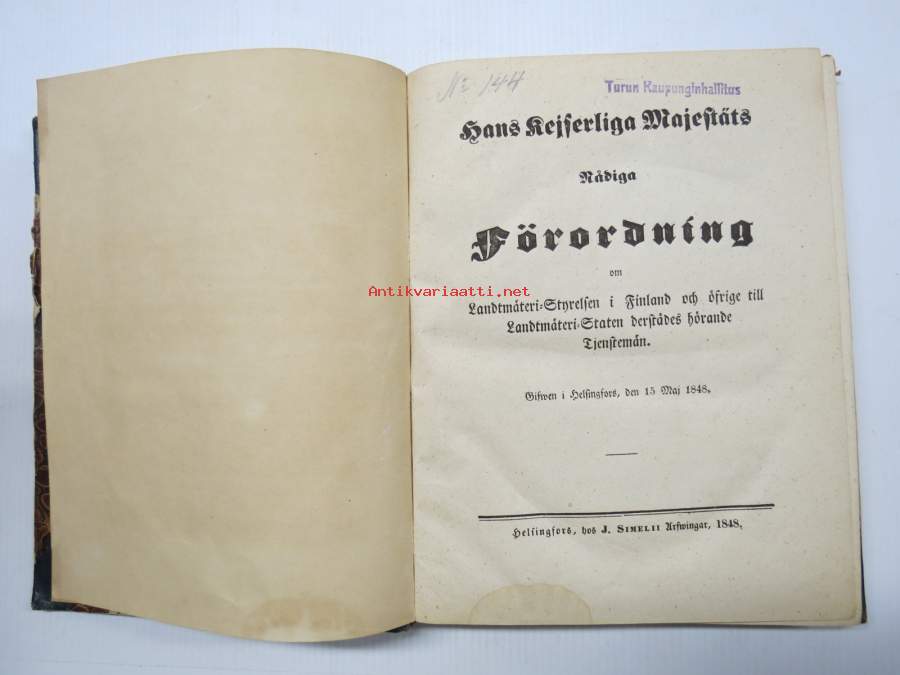 No 144
Turun Kaupunginhallitus
Hans Kejserliga Majestäts
Nådiga
Förordning
om
Antikvariaatti.net
Landtmäteri-Styrelsen i Finland och öfrige till
Landtmäteri-Staten derstädes hörande
Tjenstemän.
Gifwen i Helsingfors, den 15 Maj 1848.
Helsingfors, hos J. SIMELII Arfwingar, 1848.